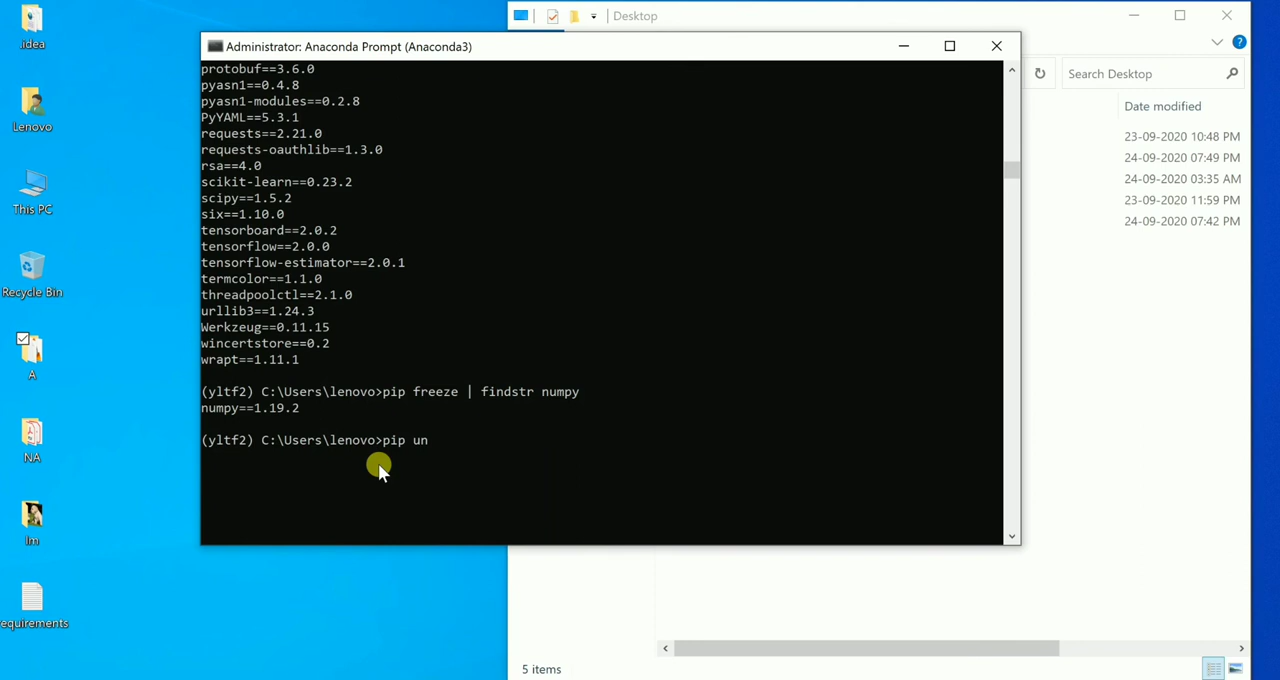 .idea
Lenovo
This PC
Recycle Bin
A
NA
Im
equirements
Desktop
Search Desktop
Date modified
23-09-2020 10:48 PM
24-09-2020 07:49 PM
24-09-2020 03:35 AM
23-09-2020 11:59 PM
24-09-2020 07:42 PM
5 items
Administrator: Anaconda Prompt (Anaconda3)
protobuf==3.6.0
pyasn1==0.4.8
pyasn1-modules==0.2.8
PyYAML==5.3.1
requests==2.21.0
requests-oauthlib==1.3.0
rsa==4.0
scikit-learn==0.23.2
scipy==1.5.2
six==1.10.0
tensorboard==2.0.2
tensorflow==2.0.0
tensorflow-estimator==2.0.1
termcolor==1.1.0
threadpoolctl==2.1.0
urllib3==1.24.3
Werkzeug==0.11.15
wincertstore==0.2
wrapt==1.11.1
(yltf2) C:\Users\lenovo>pip freeze | findstr numpy
numpy==1.19.2
(yltf2) C:\Users\lenovo>pip un